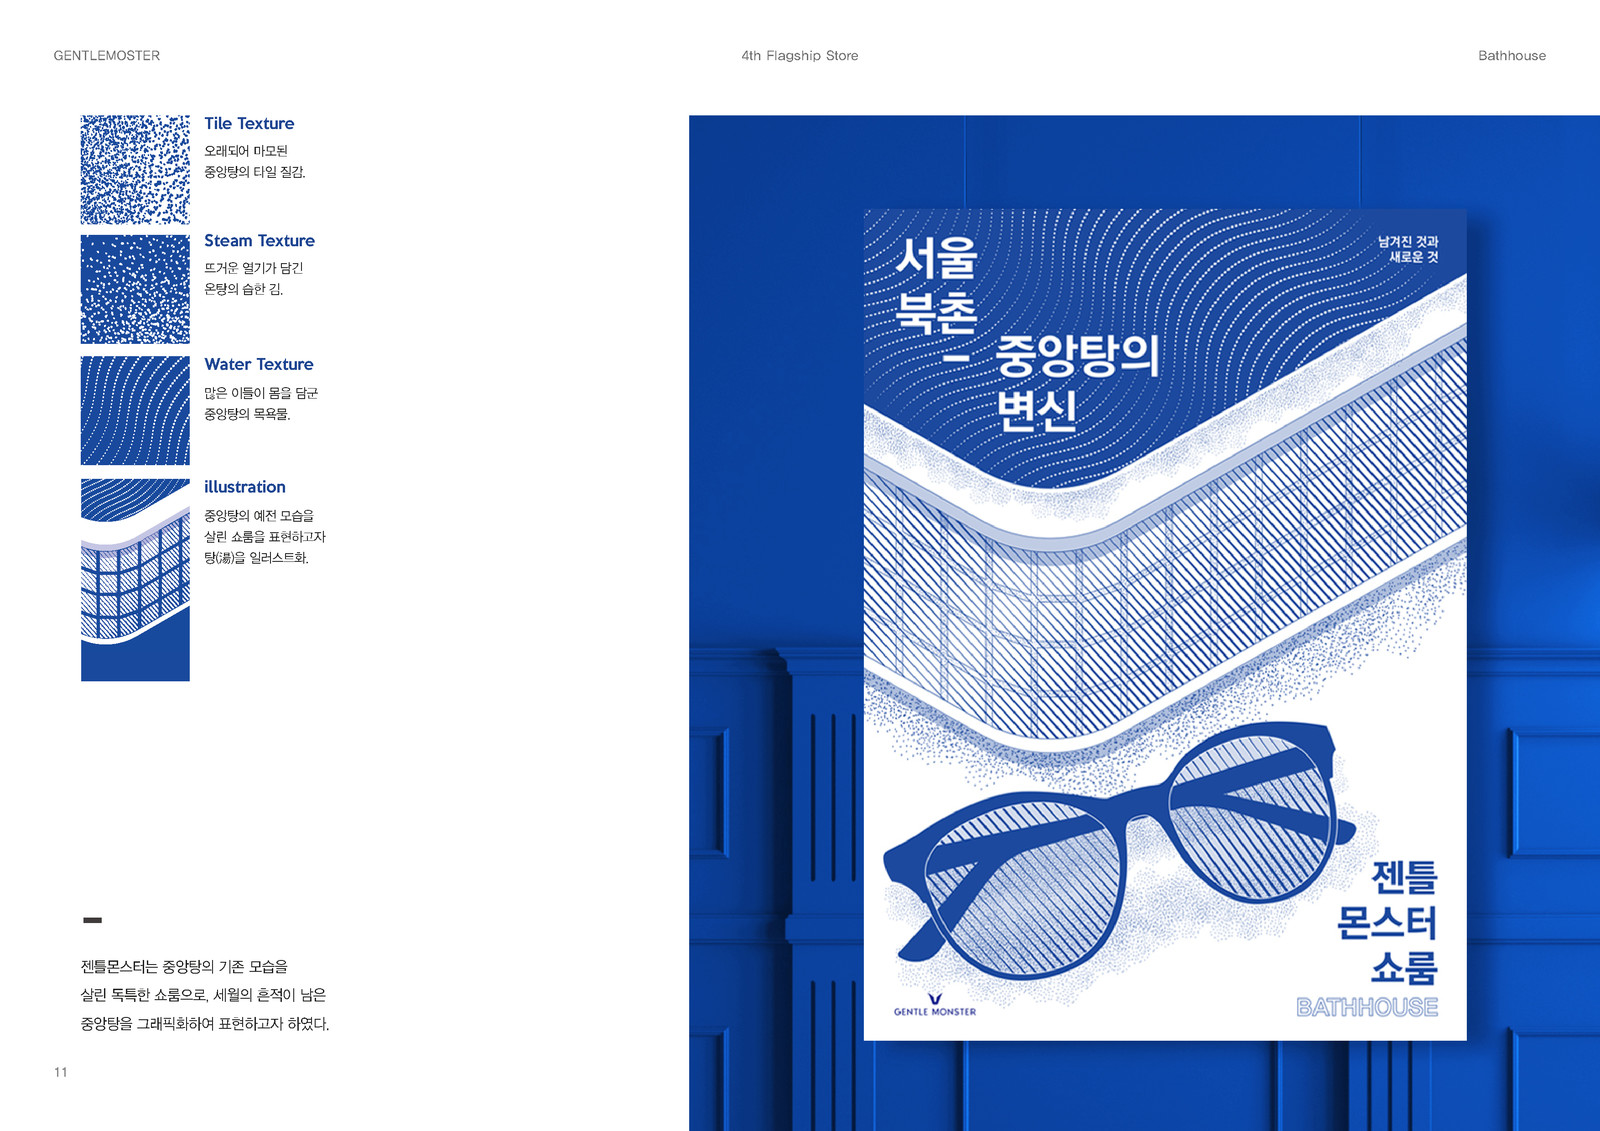 GENTLEMOSTER
4th Flagship Store
Bathhouse
Tile Texture
오래되어 마모된
중앙탕의 타일 질감.
Steam Texture
뜨거운 열기가 담긴
온탕의 습한 김.
Water Texture
많은 이들이 몸을 담군
중앙탕의 목욕물.
illustration
중앙탕의 예전 모습을
살린 쇼룸을 표현하고자
탕(湯)을 일러스트화.
젠틀몬스터는 중앙탕의 기존 모습을
살린 독특한 쇼룸으로, 세월의 흔적이 남은
중앙탕을 그래픽화하여 표현하고자 하였다.
11
서울
북촌
– 중앙탕의
변신
남겨진 것과
새로운 것
젠틀
몬스터
쇼룸
BATHHOUSE
GENTLE MONSTER